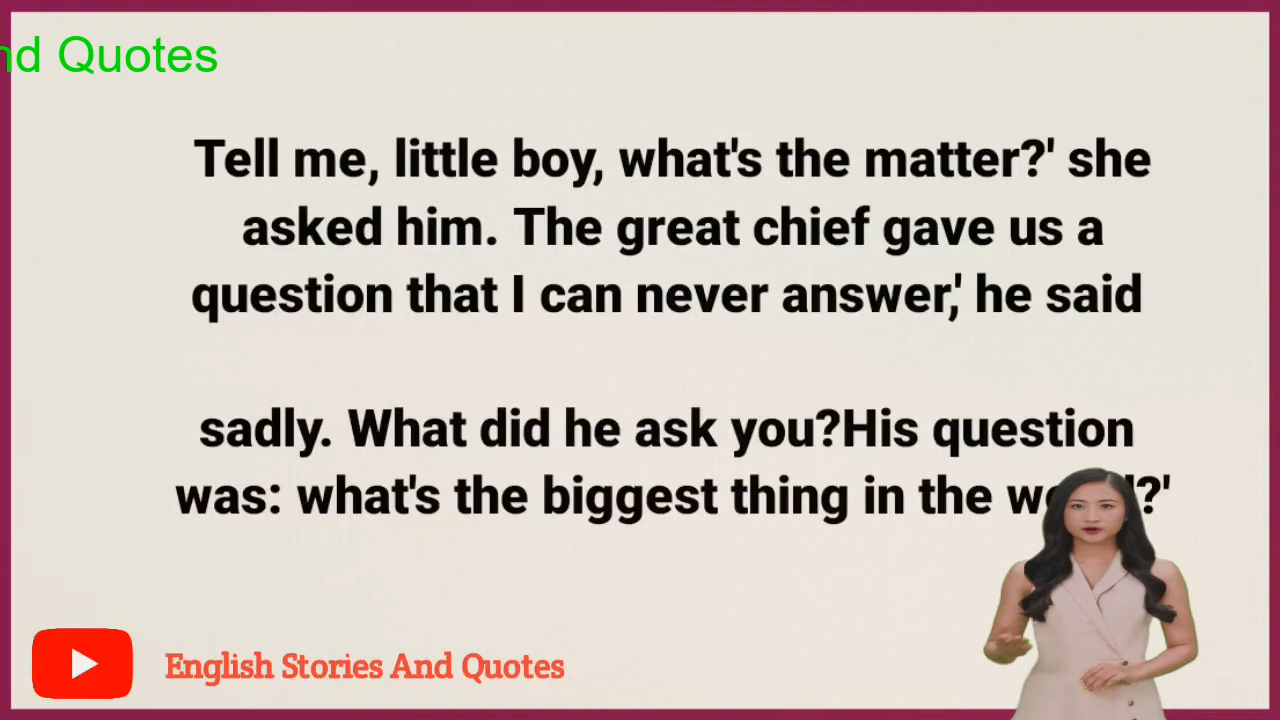 nd Quotes
Tell me, little boy, what's the matter?' she
asked him. The great chief gave us a
question that I can never answer,' he said
sadly. What did he ask you?His question
was: what's the biggest thing in the
English Stories And Quotes